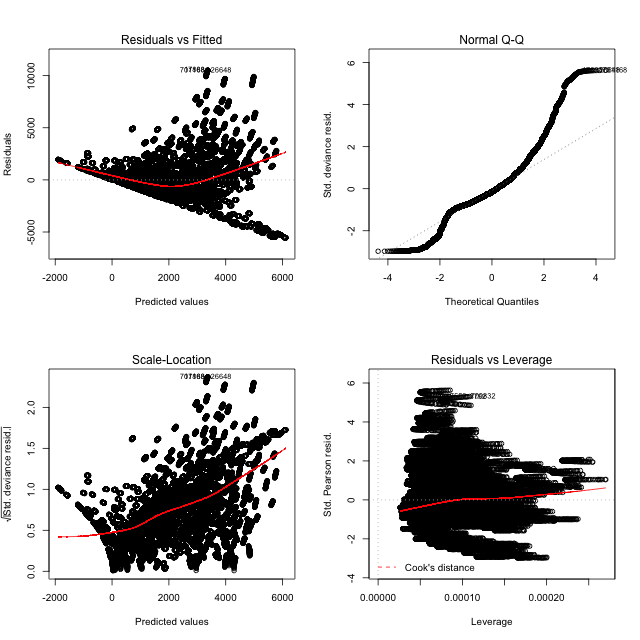 Residuals vs Fitted
Residuals
10000
5000
0
-5000
-2000 0 2000 4000 6000
Predicted values
Normal Q-Q
Std. deviance resid.
6
4
2
0
-2
-4 -2 0 2 4
Theoretical Quantiles
Scale-Location
√|Std. deviance resid.|
2.0
1.5
1.0
0.5
0.0
-2000 0 2000 4000 6000
Predicted values
Residuals vs Leverage
Std. Pearson resid.
6
4
2
0
-2
-4
Cook's distance
0.00000 0.00010 0.00020
Leverage